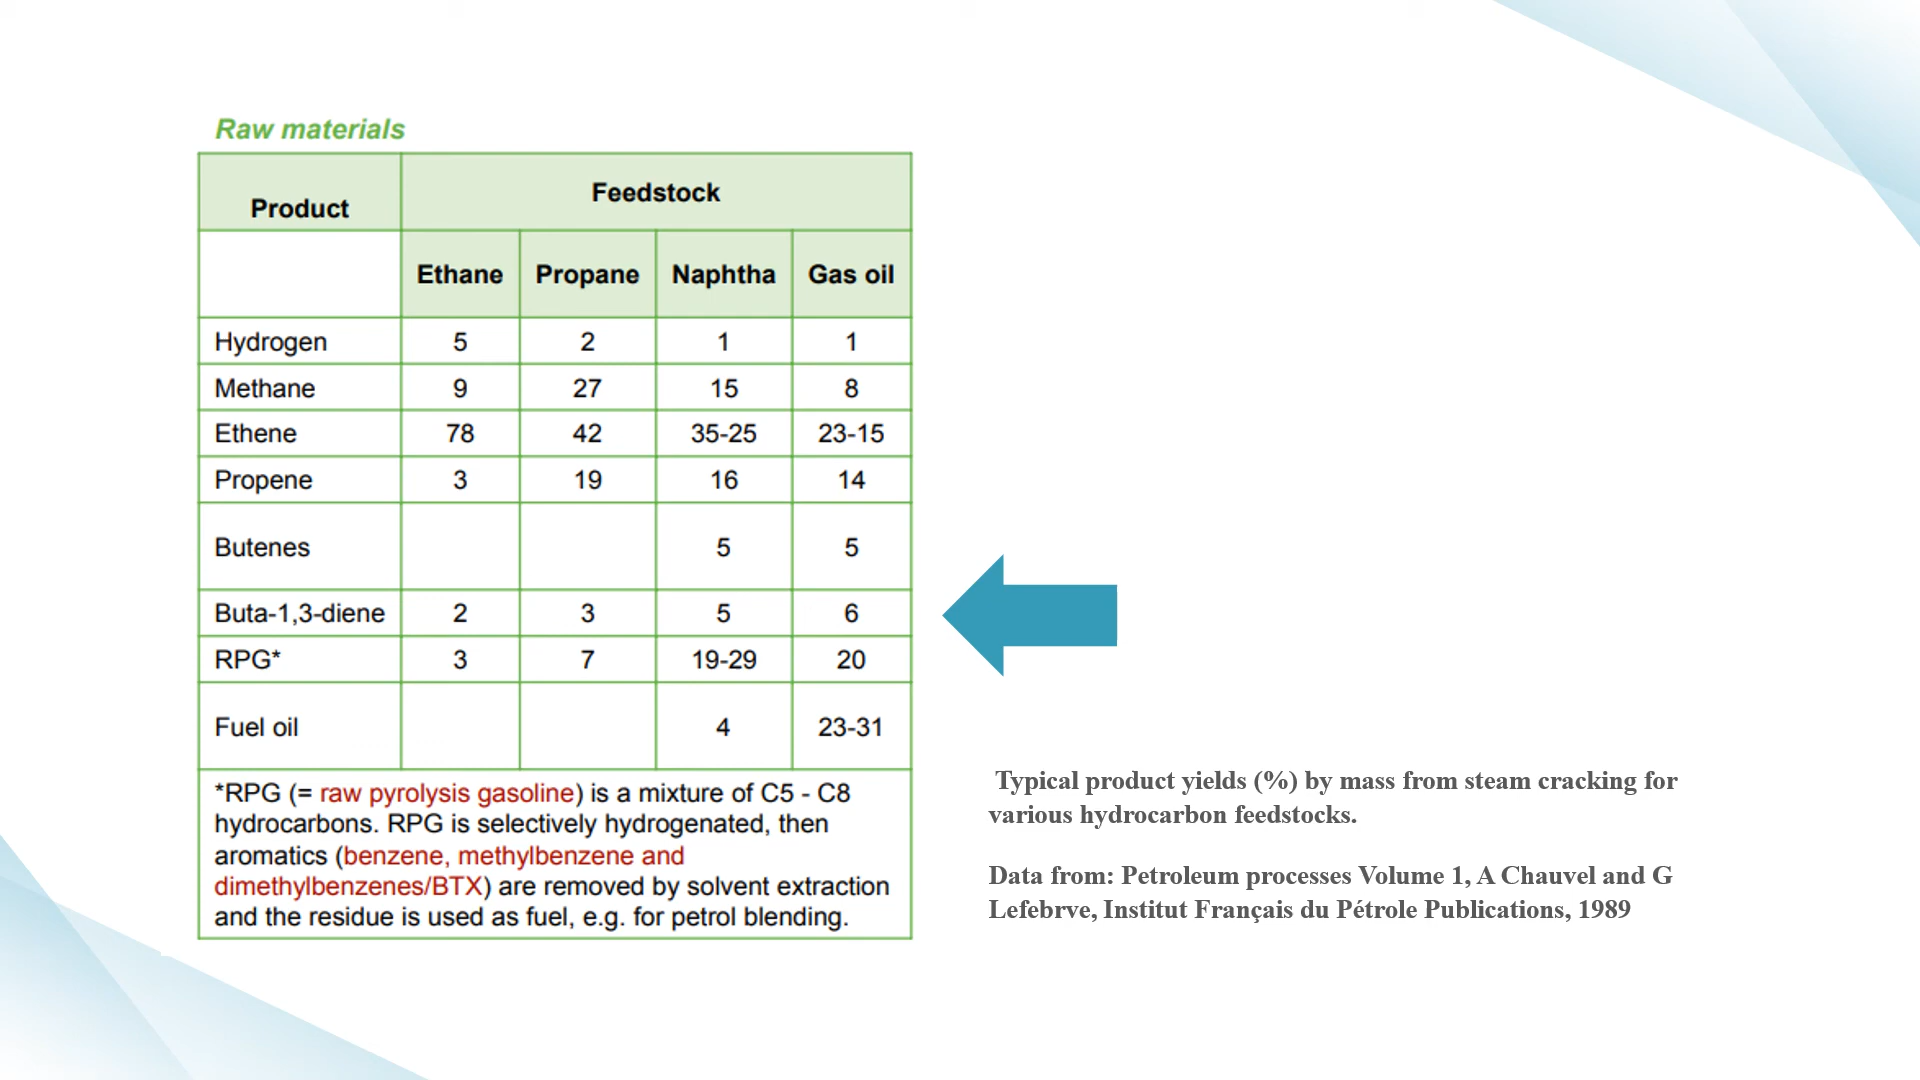 Raw materials
Product Feedstock
Ethane Propane Naphtha Gas oil
Hydrogen 5 2 1 1
Methane 9 27 15 8
Ethene 78 42 35-25 23-15
Propene 3 19 16 14
Butenes 5 5
Buta-1,3-diene 2 3 5 6
RPG* 3 7 19-29 20
Fuel oil 4 23-31
*RPG (= raw pyrolysis gasoline) is a mixture of C5 - C8
hydrocarbons. RPG is selectively hydrogenated, then
aromatics (benzene, methylbenzene and
dimethylbenzenes/BTX) are removed by solvent extraction
and the residue is used as fuel, e.g. for petrol blending.
Typical product yields (%) by mass from steam cracking for
various hydrocarbon feedstocks.
Data from: Petroleum processes Volume 1, A Chauvel and G
Lefebrve, Institut Français du Pétrole Publications, 1989